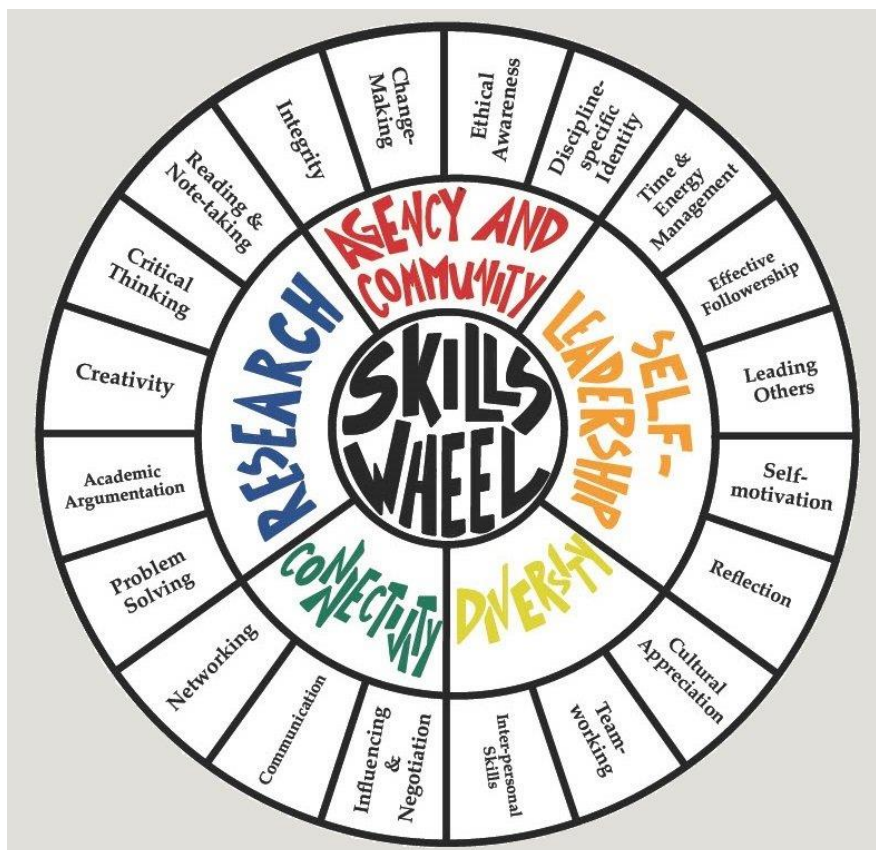 SKILLS
WHEEL
AGENCY AND
COMMUNITY
SELF-
LEADERSHIP
DIVERSITY
CONNECTIVITY
RESEARCH
Integrity
Change-
Making
Ethical
Awareness
Discipline-
specific
Identity
Time &
Energy
Management
Effective
Followership
Leading
Others
Self-
motivation
Reflection
Cultural
Appreciation
Team-
working
Inter-personal
Skills
Influencing
&
Negotiation
Communication
Networking
Problem
Solving
Academic
Argumentation
Creativity
Critical
Thinking
Reading &
Note-taking